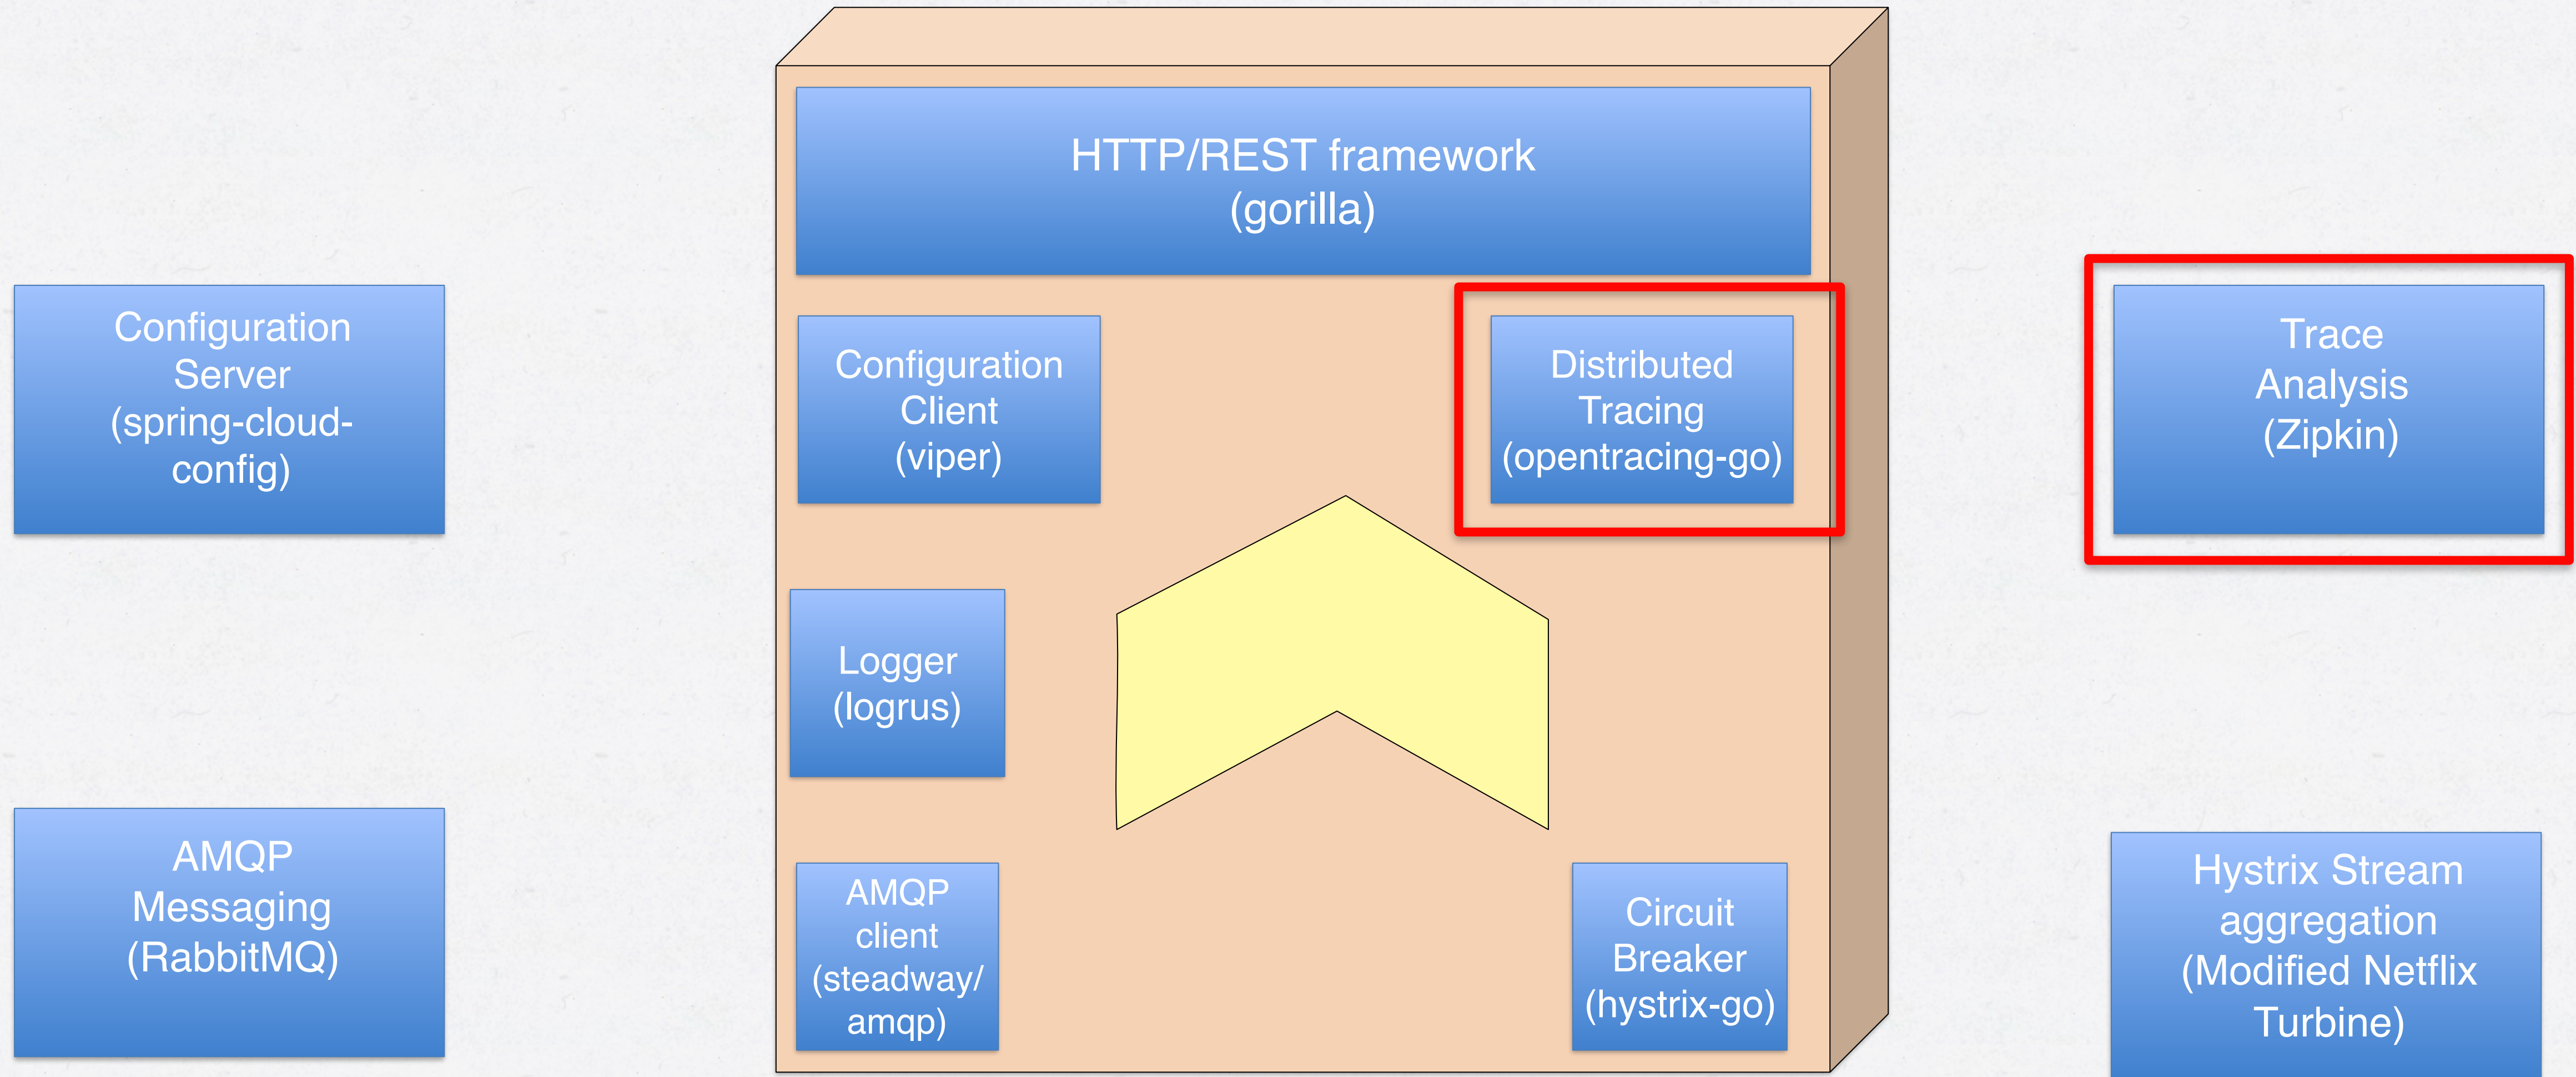 HTTP/REST framework
(gorilla)
Configuration
Server
(spring-cloud-
config)
Configuration
Client
(viper)
Distributed
Tracing
(opentracing-go)
Trace
Analysis
(Zipkin)
Logger
(logrus)
AMQP
Messaging
(RabbitMQ)
AMQP
client
(steadway/
amqp)
Circuit
Breaker
(hystrix-go)
Hystrix Stream
aggregation
(Modified Netflix
Turbine)